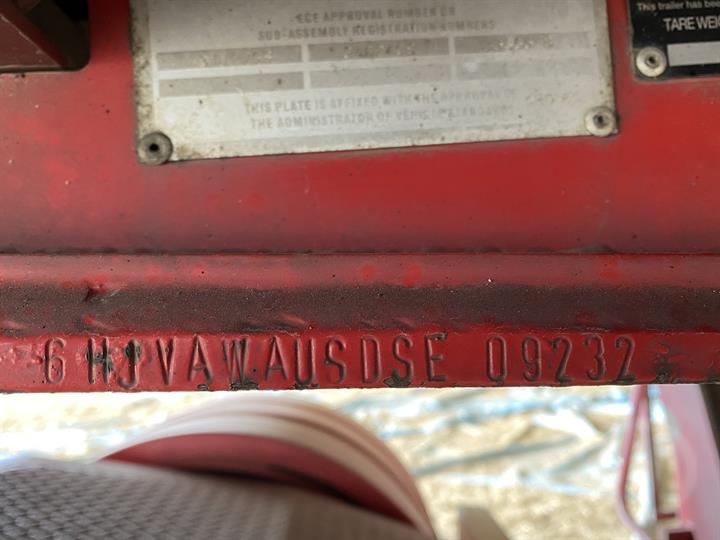 ECE APPROVAL NUMBER OR
SUB-ASSEMBLY REGISTRATION NUMBERS
THIS PLATE IS AFFIXED WITH THE APPROVAL OF
THE ADMINISTRATOR OF VEHICLE STANDARDS
This trailer has been
TARE WEI
6HJVAWAUSDSE 09232